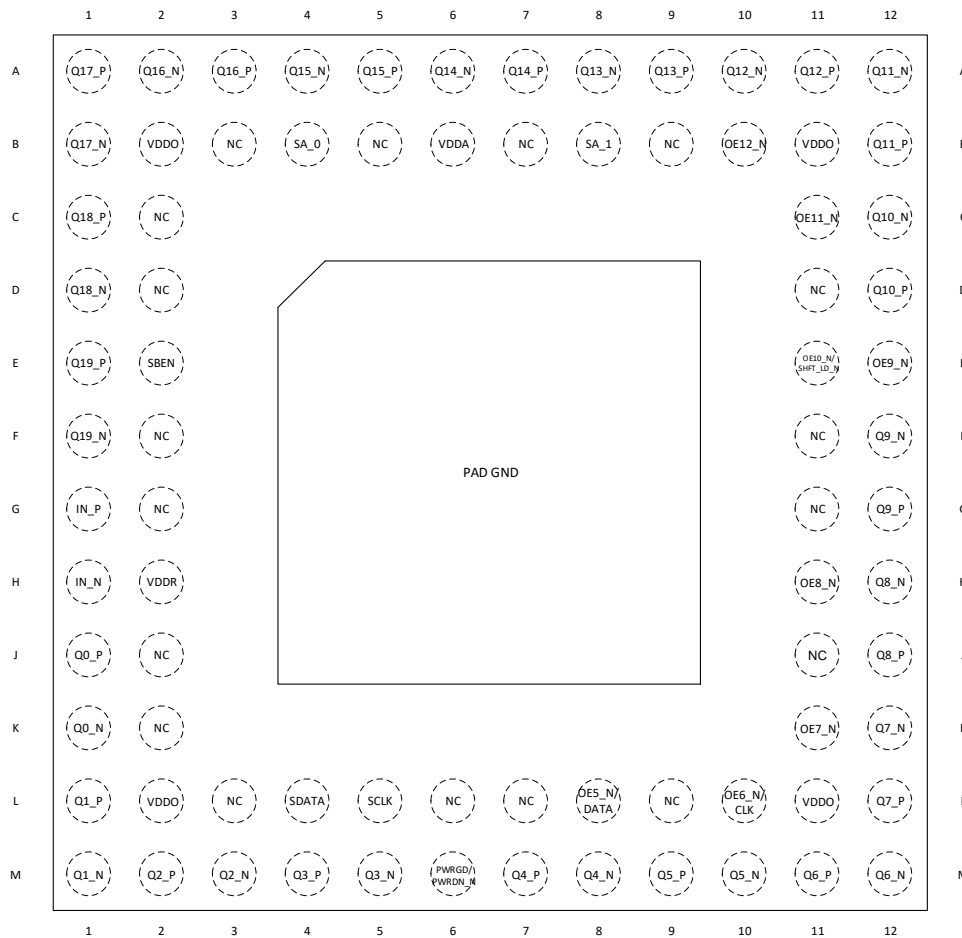 1 2 3 4 5 6 7 8 9 10 11 12
A Q17_P Q16_N Q16_P Q15_N Q15_P Q14_N Q14_P Q13_N Q13_P Q12_N Q12_P Q11_N
B Q17_N VDDO NC SA_0 NC VDDA NC SA_1 NC OE12_N VDDO Q11_P
C Q18_P NC OE11_N Q10_N
D Q18_N NC NC Q10_P
E Q19_P SBEN OE10_N/ OE9_N
SHFT_LD_N
F Q19_N NC NC Q9_N
PAD GND
G IN_P NC NC Q9_P
H IN_N VDDR OE8_N Q8_N
J Q0_P NC NC Q8_P
K Q0_N NC OE7_N Q7_N
L Q1_P VDDO NC SDATA SCLK NC NC OE5_N/ NC OE6_N/ VDDO Q7_P
DATA CLK
M Q1_N Q2_P Q2_N Q3_P Q3_N PWRGD/ Q4_P Q4_N Q5_P Q5_N Q6_P Q6_N
PWRDN_N
1 2 3 4 5 6 7 8 9 10 11 12